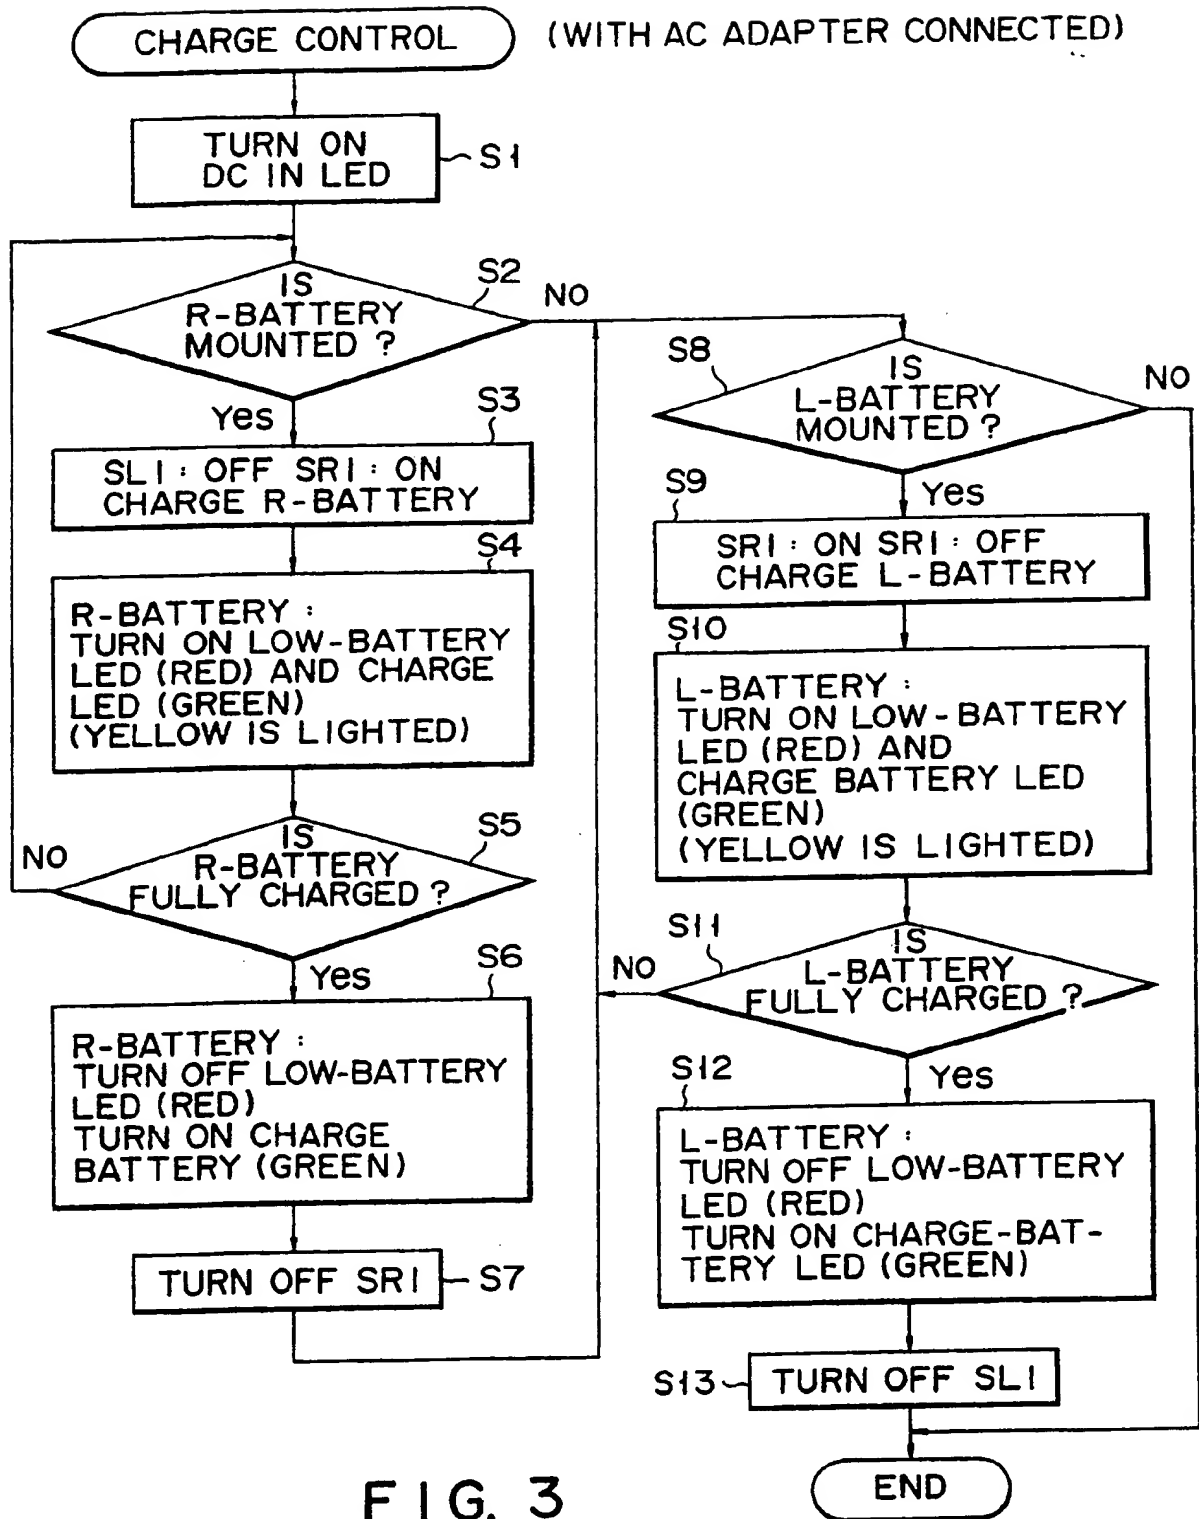 CHARGE CONTROL (WITH AC ADAPTER CONNECTED)
TURN ON
DC IN LED
S1
IS
R-BATTERY
MOUNTED ?
S2
NO
Yes
S3
SL1 : OFF SR1 : ON
CHARGE R-BATTERY
S4
R-BATTERY :
TURN ON LOW-BATTERY
LED (RED) AND CHARGE
LED (GREEN)
(YELLOW IS LIGHTED)
IS
R-BATTERY
FULLY CHARGED ?
S5
NO
Yes
S6
R-BATTERY :
TURN OFF LOW-BATTERY
LED (RED)
TURN ON CHARGE
BATTERY (GREEN)
TURN OFF SR1
S7
S8
IS
L-BATTERY
MOUNTED ?
NO
Yes
S9
SR1 : ON SR1 : OFF
CHARGE L-BATTERY
S10
L-BATTERY :
TURN ON LOW-BATTERY
LED (RED) AND
CHARGE BATTERY LED
(GREEN)
(YELLOW IS LIGHTED)
S11
IS
L-BATTERY
FULLY CHARGED ?
NO
Yes
S12
L-BATTERY :
TURN OFF LOW-BATTERY
LED (RED)
TURN ON CHARGE-BAT-
TERY LED (GREEN)
S13
TURN OFF SL1
END
FIG. 3